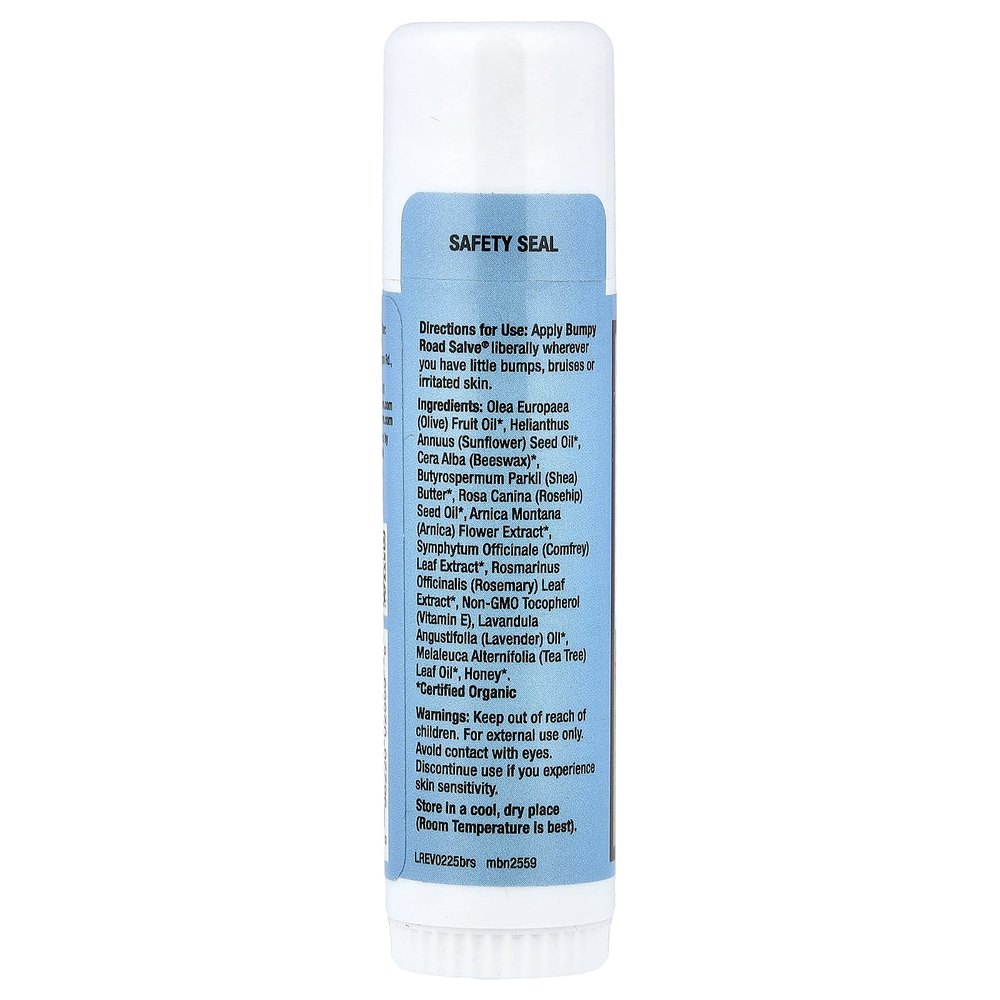 SAFETY SEAL
Directions for Use: Apply Bumpy
Road Salve® liberally wherever
you have little bumps, bruises or
irritated skin.
Ingredients: Olea Europaea
(Olive) Fruit Oil*, Helianthus
Annuus (Sunflower) Seed Oil*,
Cera Alba (Beeswax)*,
Butyrospermum Parkii (Shea)
Butter*, Rosa Canina (Rosehip)
Seed Oil*, Arnica Montana
(Arnica) Flower Extract*,
Symphytum Officinale (Comfrey)
Leaf Extract*, Rosmarinus
Officinalis (Rosemary) Leaf
Extract*, Non-GMO Tocopherol
(Vitamin E), Lavandula
Angustifolia (Lavender) Oil*,
Melaleuca Alternifolia (Tea Tree)
Leaf Oil*, Honey*.
*Certified Organic
Warnings: Keep out of reach of
children. For external use only.
Avoid contact with eyes.
Discontinue use if you experience
skin sensitivity.
Store in a cool, dry place
(Room Temperature is best).
LREV0225brs mbn2559